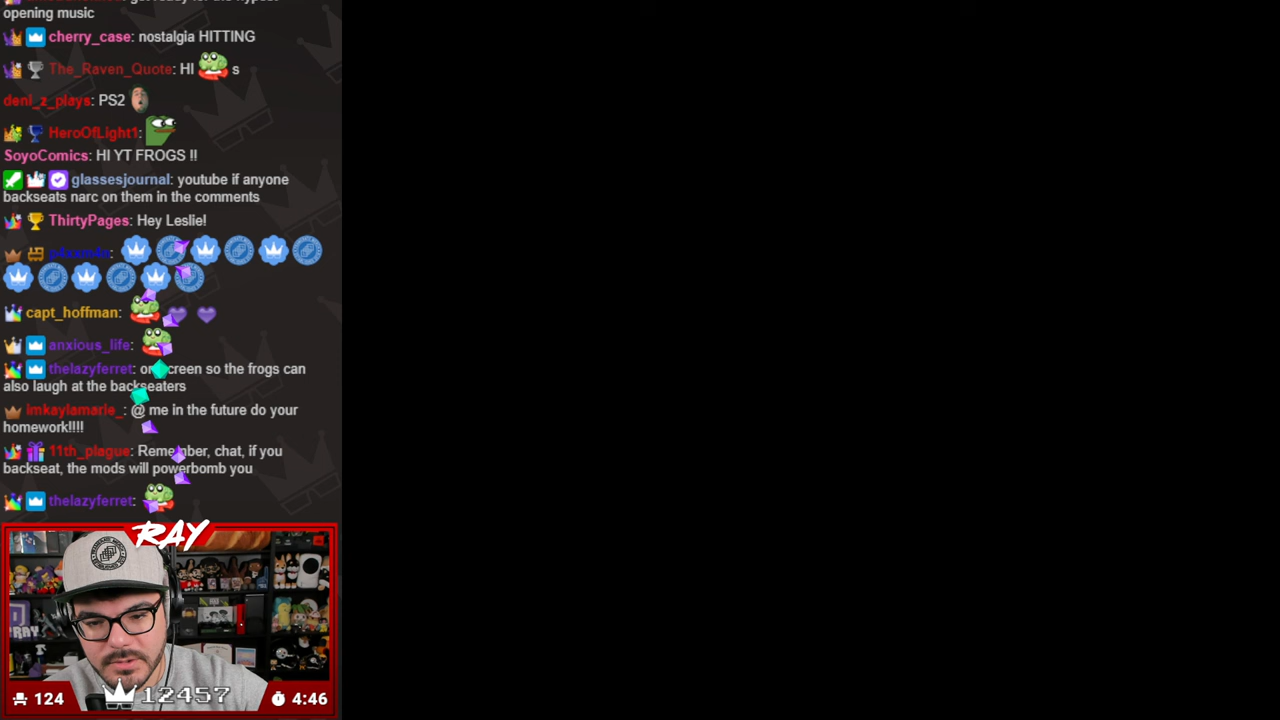 opening music
cherry_case: nostalgia HITTING
The_Raven_Quote: HI s
deni_z_plays: PS2
HeroOfLight1:
SoyoComics: HI YT FROGS !!
glassesjournal: youtube if anyone
backseats narc on them in the comments
ThirtyPages: Hey Leslie!
capt_hoffman:
anxious_life:
thelazyferret: so the frogs can
also laugh at the backseaters
imkaylamarie_: @ me in the future do your
homework!!!!
11th_plague: Remember, chat, if you
backseat, the mods will powerbomb you
thelazyferret:
RAY
124
12457
4:46